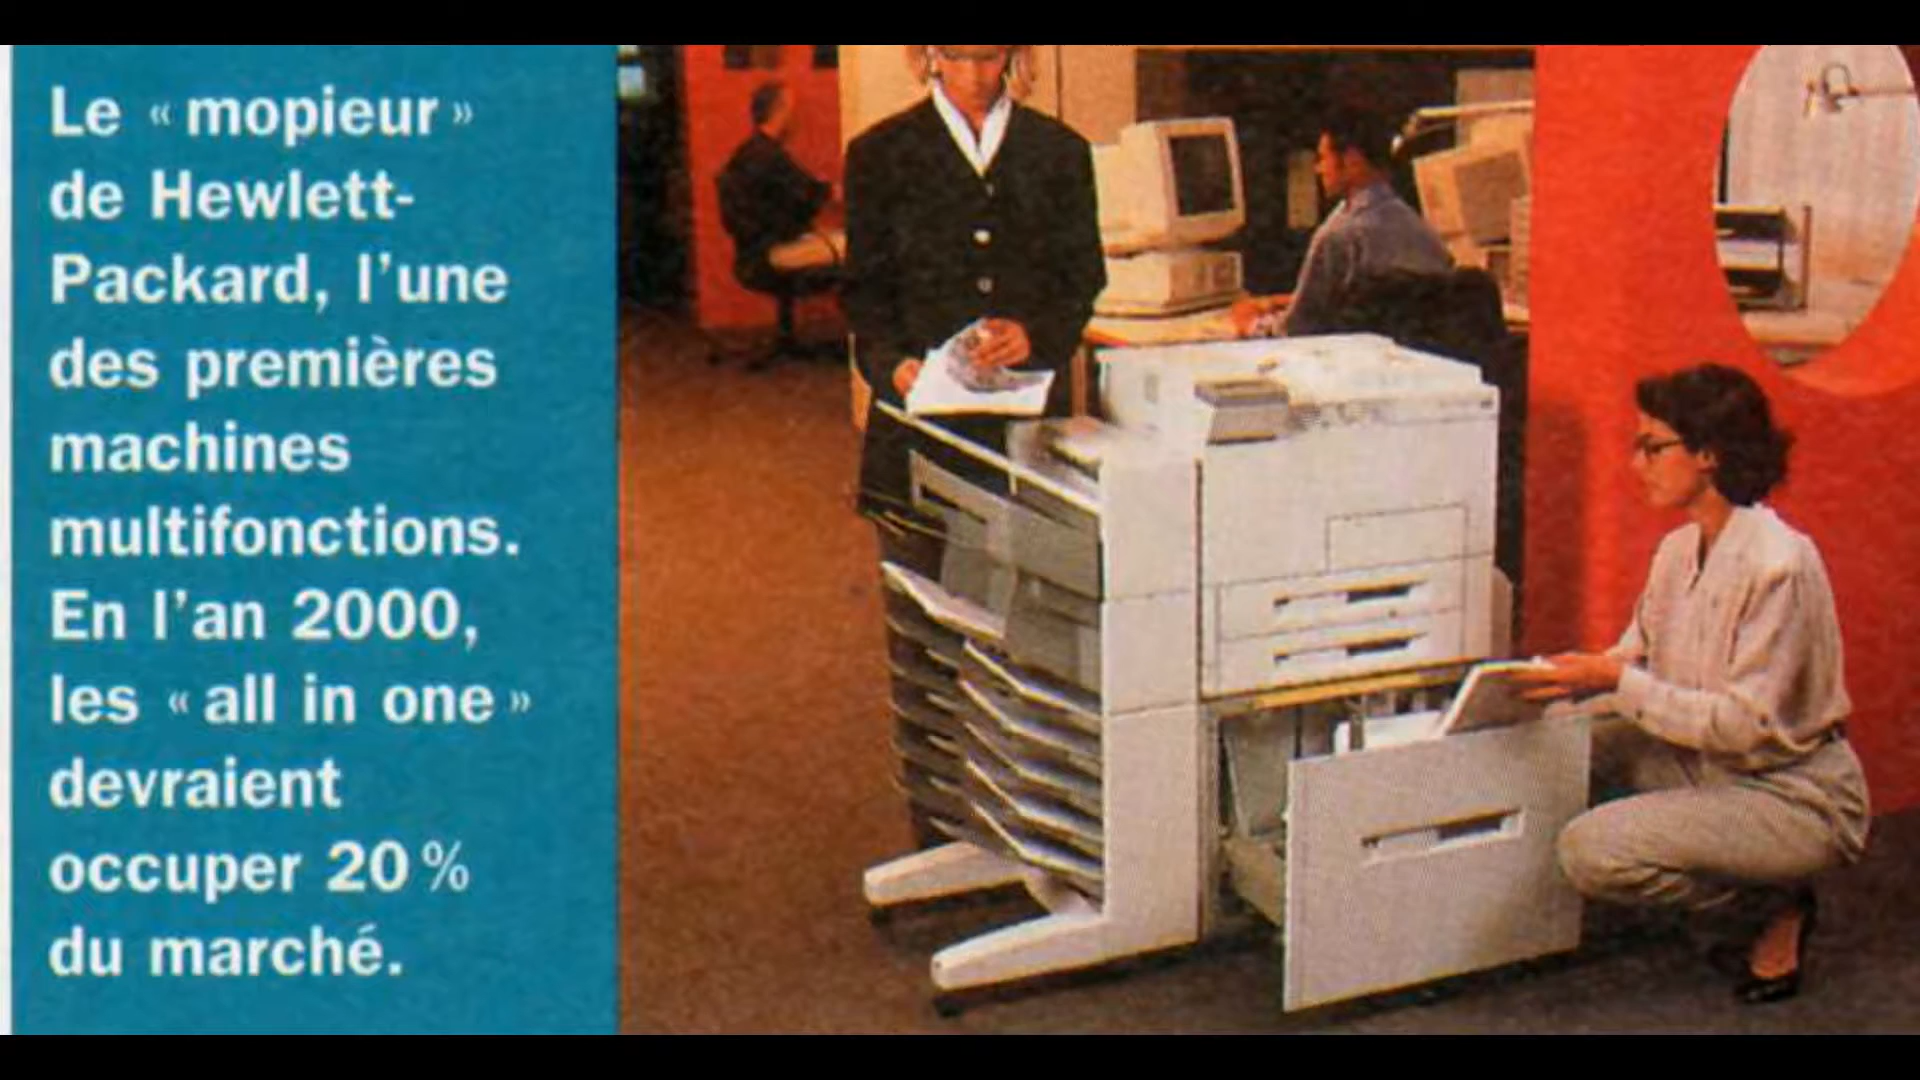 Le « mopieur »
de Hewlett-
Packard, l'une
des premières
machines
multifonctions.
En l'an 2000,
les « all in one »
devraient
occuper 20 %
du marché.